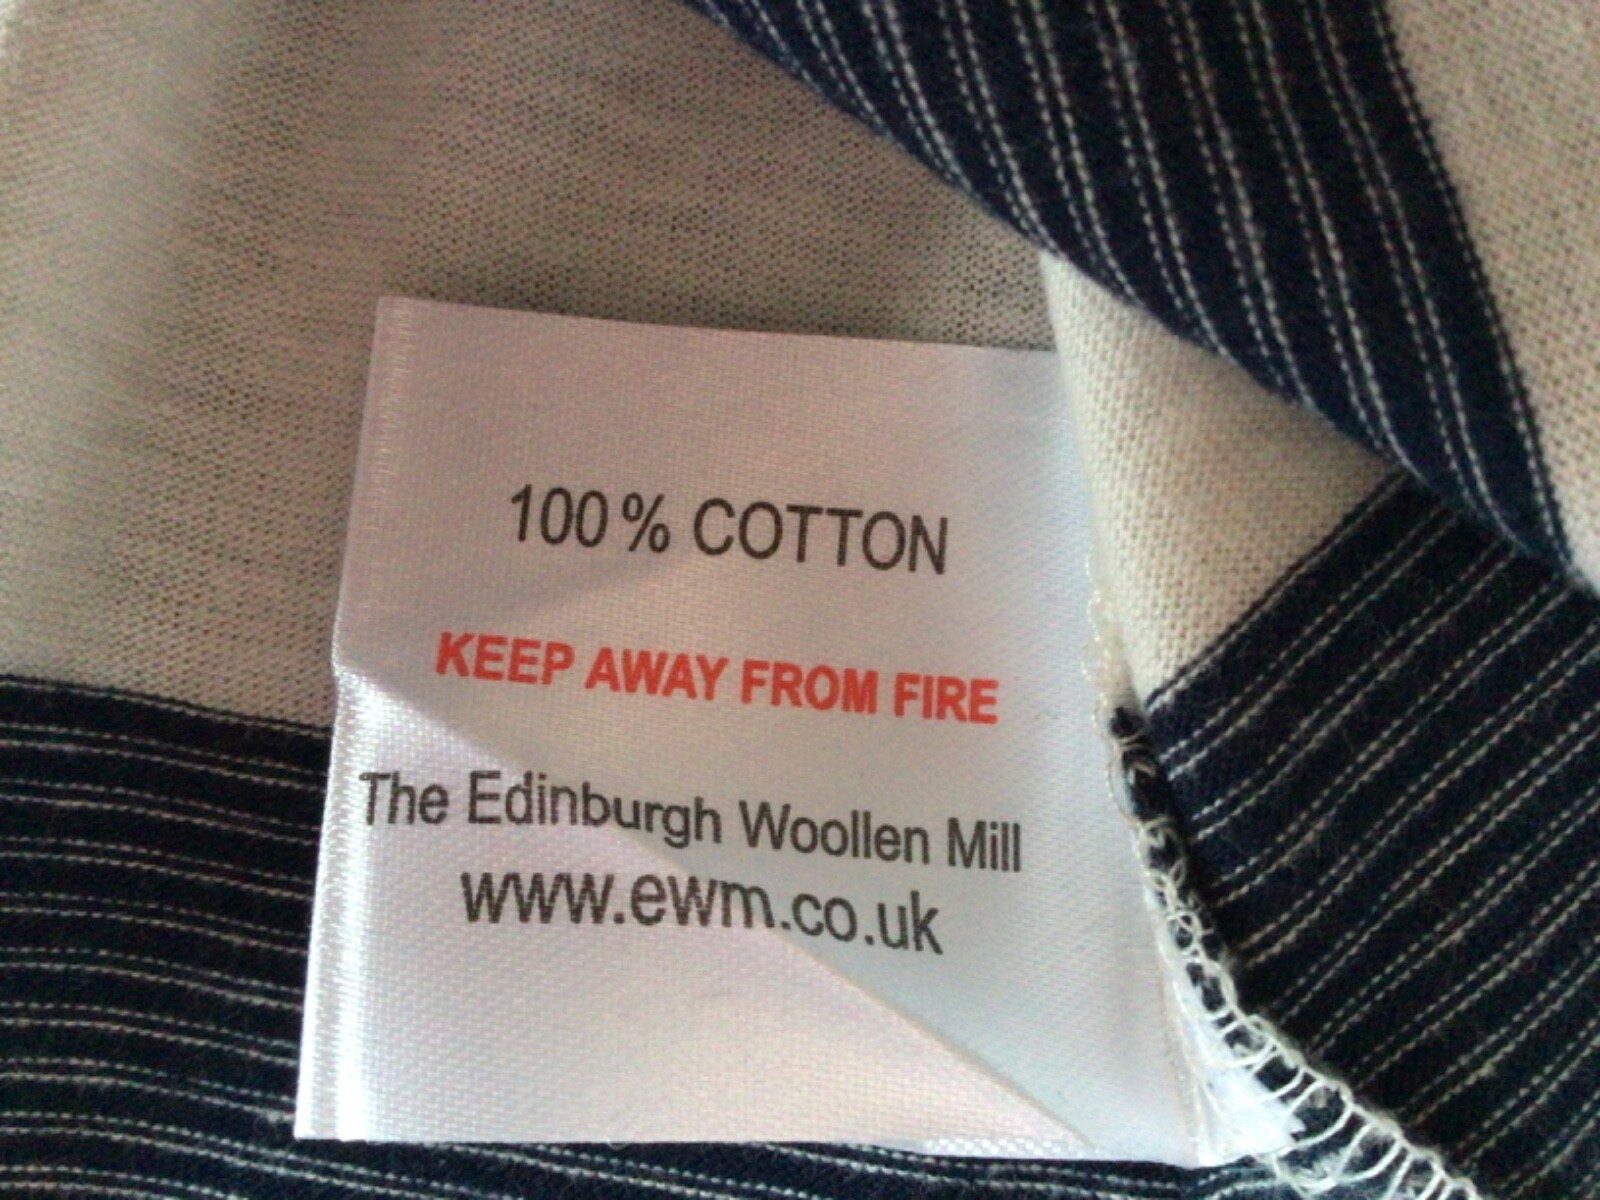 100% COTTON
KEEP AWAY FROM FIRE
The Edinburgh Woollen Mill
www.ewm.co.uk